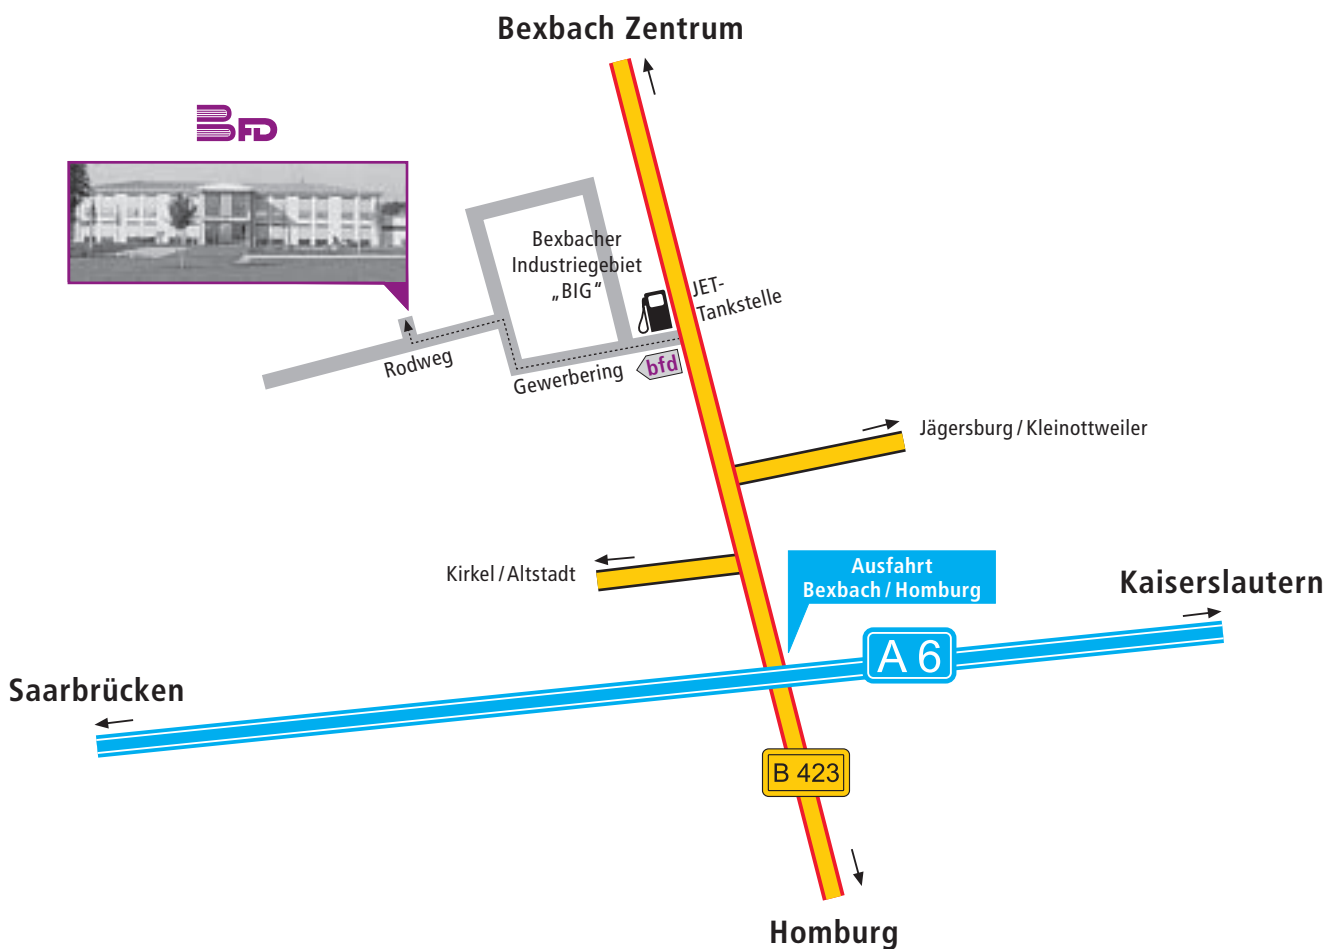 Bexbach Zentrum
BFD
Bexbacher
Industriegebiet
„BIG“
JET-
Tankstelle
Rodweg
Gewerbering
bfd
Jägersburg / Kleinottweiler
Kirkel / Altstadt
Ausfahrt
Bexbach / Homburg
Kaiserslautern
A 6
Saarbrücken
B 423
Homburg